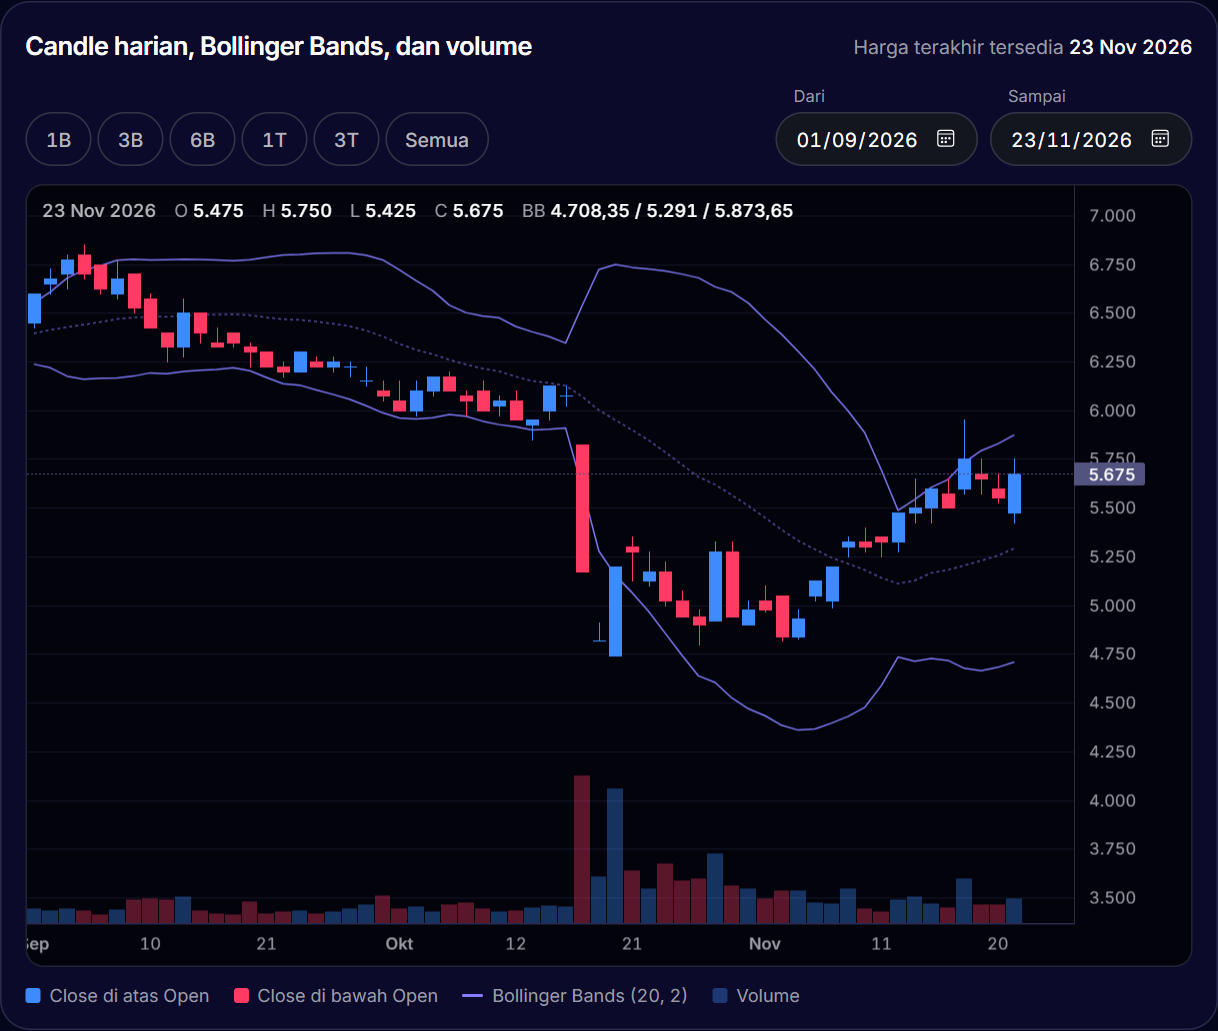 Candle harian, Bollinger Bands, dan volume
Harga terakhir tersedia 23 Nov 2026
Dari
Sampai
1B 3B 6B 1T 3T Semua
01/09/2026
23/11/2026
23 Nov 2026 O 5.475 H 5.750 L 5.425 C 5.675 BB 4.708,35 / 5.291 / 5.873,65
7.000
6.750
6.500
6.250
6.000
5.750
5.675
5.500
5.250
5.000
4.750
4.500
4.250
4.000
3.750
3.500
Sep 10 21 Okt 12 21 Nov 11 20
Close di atas Open Close di bawah Open Bollinger Bands (20, 2) Volume